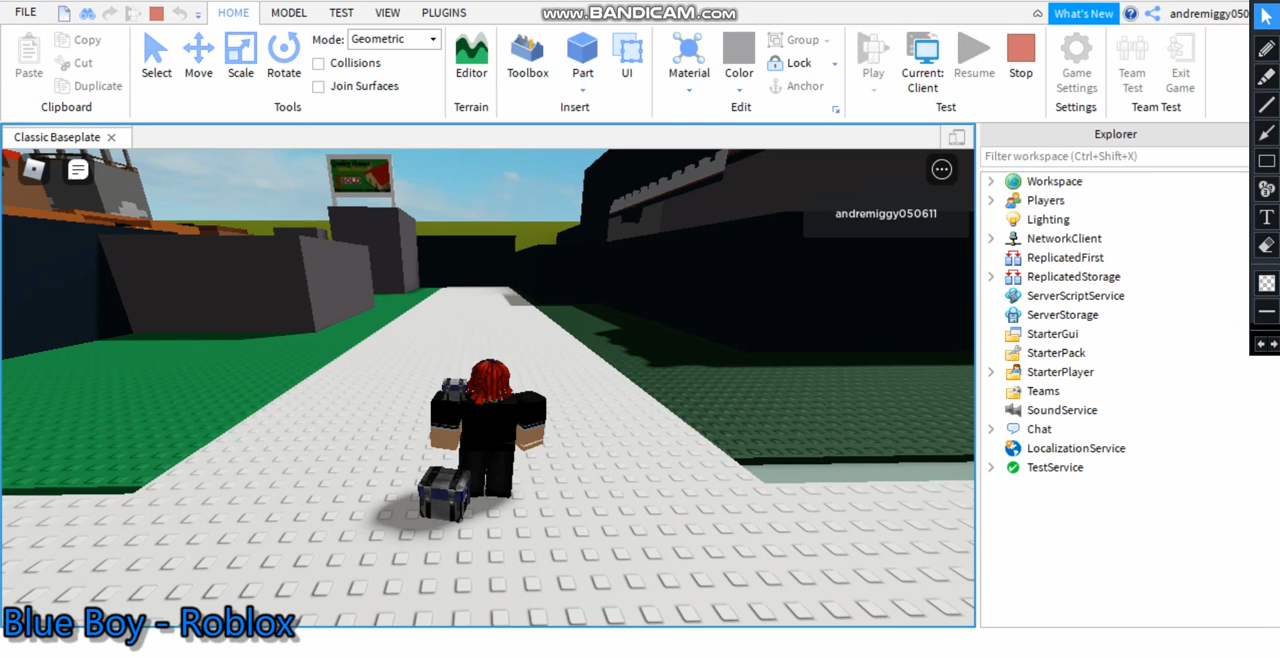 FILE HOME MODEL TEST VIEW PLUGINS www.BANDICAM.com What's New andremiggy050
Paste Copy Cut Duplicate Clipboard
Select Move Scale Rotate Mode: Geometric Collisions Join Surfaces Tools
Editor Terrain
Toolbox Part UI Insert
Material Color Group Lock Anchor Edit
Play Current: Client Resume Stop Test
Game Settings Settings
Team Test Exit Game Team Test
Classic Baseplate
Explorer
Filter workspace (Ctrl+Shift+X)
Workspace
Players
andremiggy050611
Lighting
NetworkClient
ReplicatedFirst
ReplicatedStorage
ServerScriptService
ServerStorage
StarterGui
StarterPack
StarterPlayer
Teams
SoundService
Chat
LocalizationService
TestService
Blue Boy - Roblox